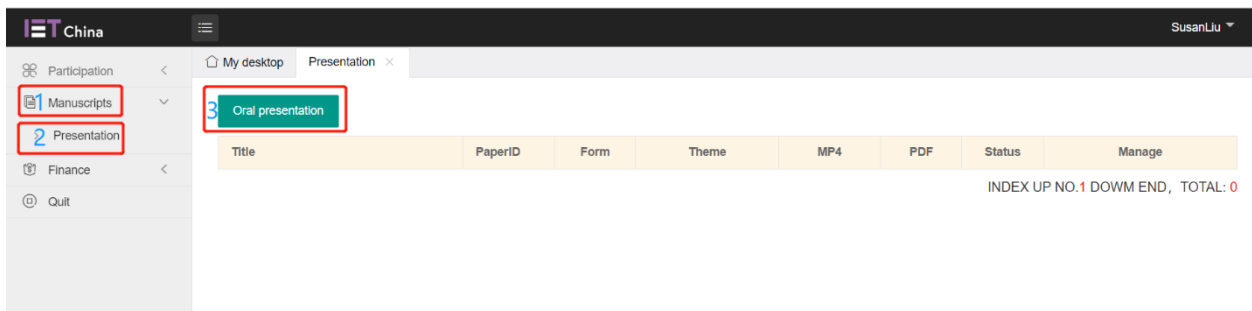 IET China
SusanLiu
Participation
My desktop
Presentation
1 Manuscripts
3 Oral presentation
2 Presentation
Title PaperID Form Theme MP4 PDF Status Manage
Finance
INDEX UP NO.1 DOWM END, TOTAL: 0
Quit